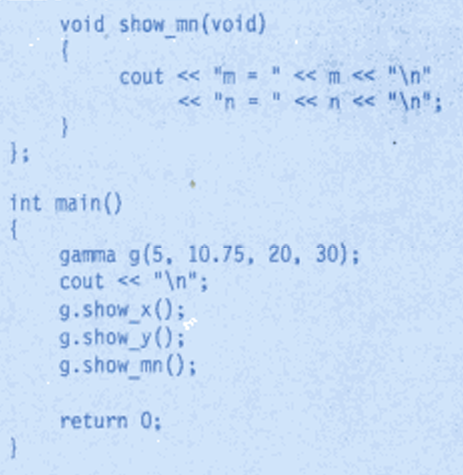 void show_mn(void)
{
cout << "m = " << m << "\n"
<< "n = " << n << "\n";
}
};
int main()
{
gamma g(5, 10.75, 20, 30);
cout << "\n";
g.show_x();
g.show_y();
g.show_mn();
return 0;
}